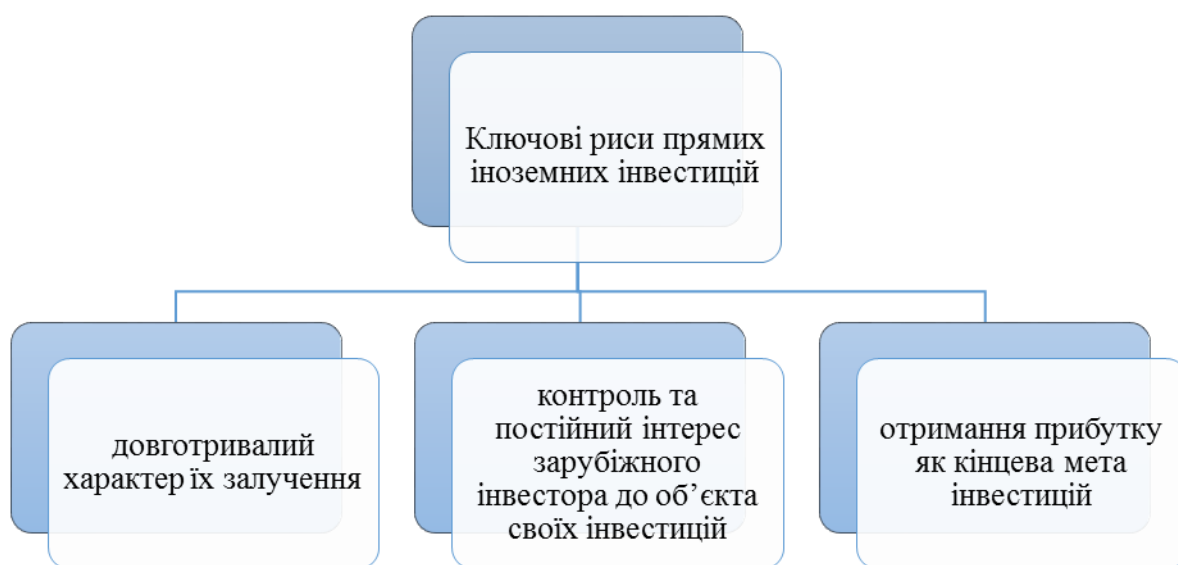 Ключові риси прямих
іноземних інвестицій
довготривалий
характер їх залучення
контроль та
постійний інтерес
зарубіжного
інвестора до об’єкта
своїх інвестицій
отримання прибутку
як кінцева мета
інвестицій